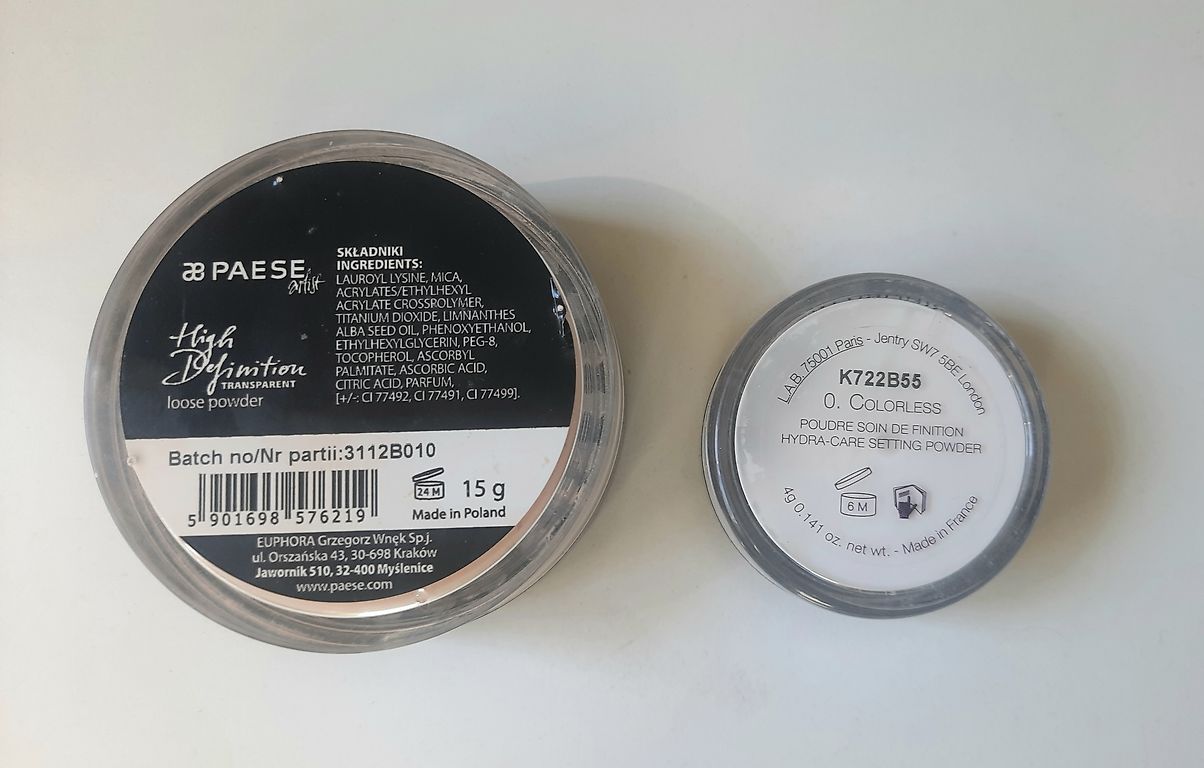 PAESE
artist
High
Definition
TRANSPARENT
loose powder
SKŁADNIKI
INGREDIENTS:
LAUROYL LYSINE, MICA,
ACRYLATES/ETHYLHEXYL
ACRYLATE CROSSPOLYMER,
TITANIUM DIOXIDE, LIMNANTHES
ALBA SEED OIL, PHENOXYETHANOL,
ETHYLHEXYLGLYCERIN, PEG-8,
TOCOPHEROL, ASCORBYL
PALMITATE, ASCORBIC ACID,
CITRIC ACID, PARFUM,
[+/-: CI 77492, CI 77491, CI 77499].
Batch no/Nr partii:3112B010
5 901698 576219
24 M
15 g
Made in Poland
EUPHORA Grzegorz Wnęk Sp.j.
ul. Orszańska 43, 30-698 Kraków
Jawornik 510, 32-400 Myślenice
www.paese.com
L.A.B. 75001 Paris - Jentry SW7 5BE London
K722B55
0. COLORLESS
POUDRE SOIN DE FINITION
HYDRA-CARE SETTING POWDER
6 M
4g 0.141 oz. net wt. - Made in France